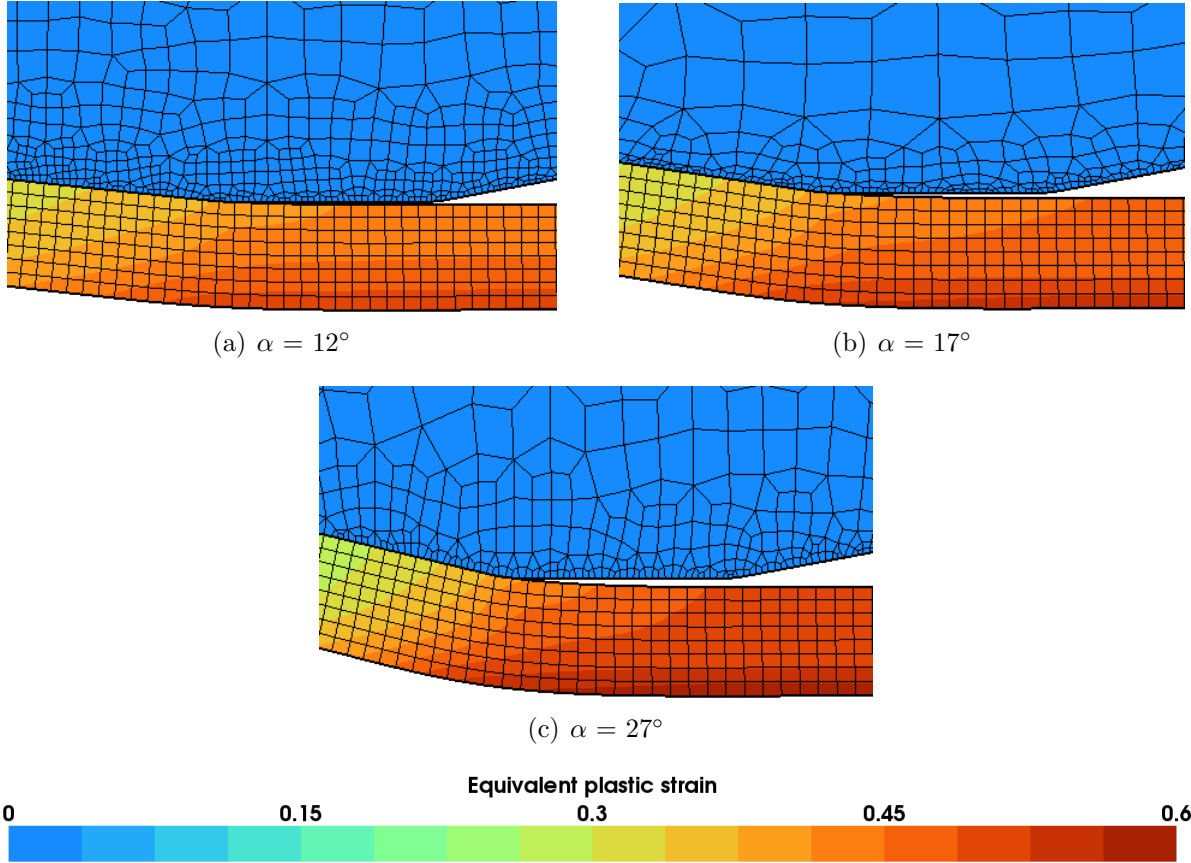 (a) α = 12°
(b) α = 17°
(c) α = 27°
Equivalent plastic strain
0 0.15 0.3 0.45 0.6